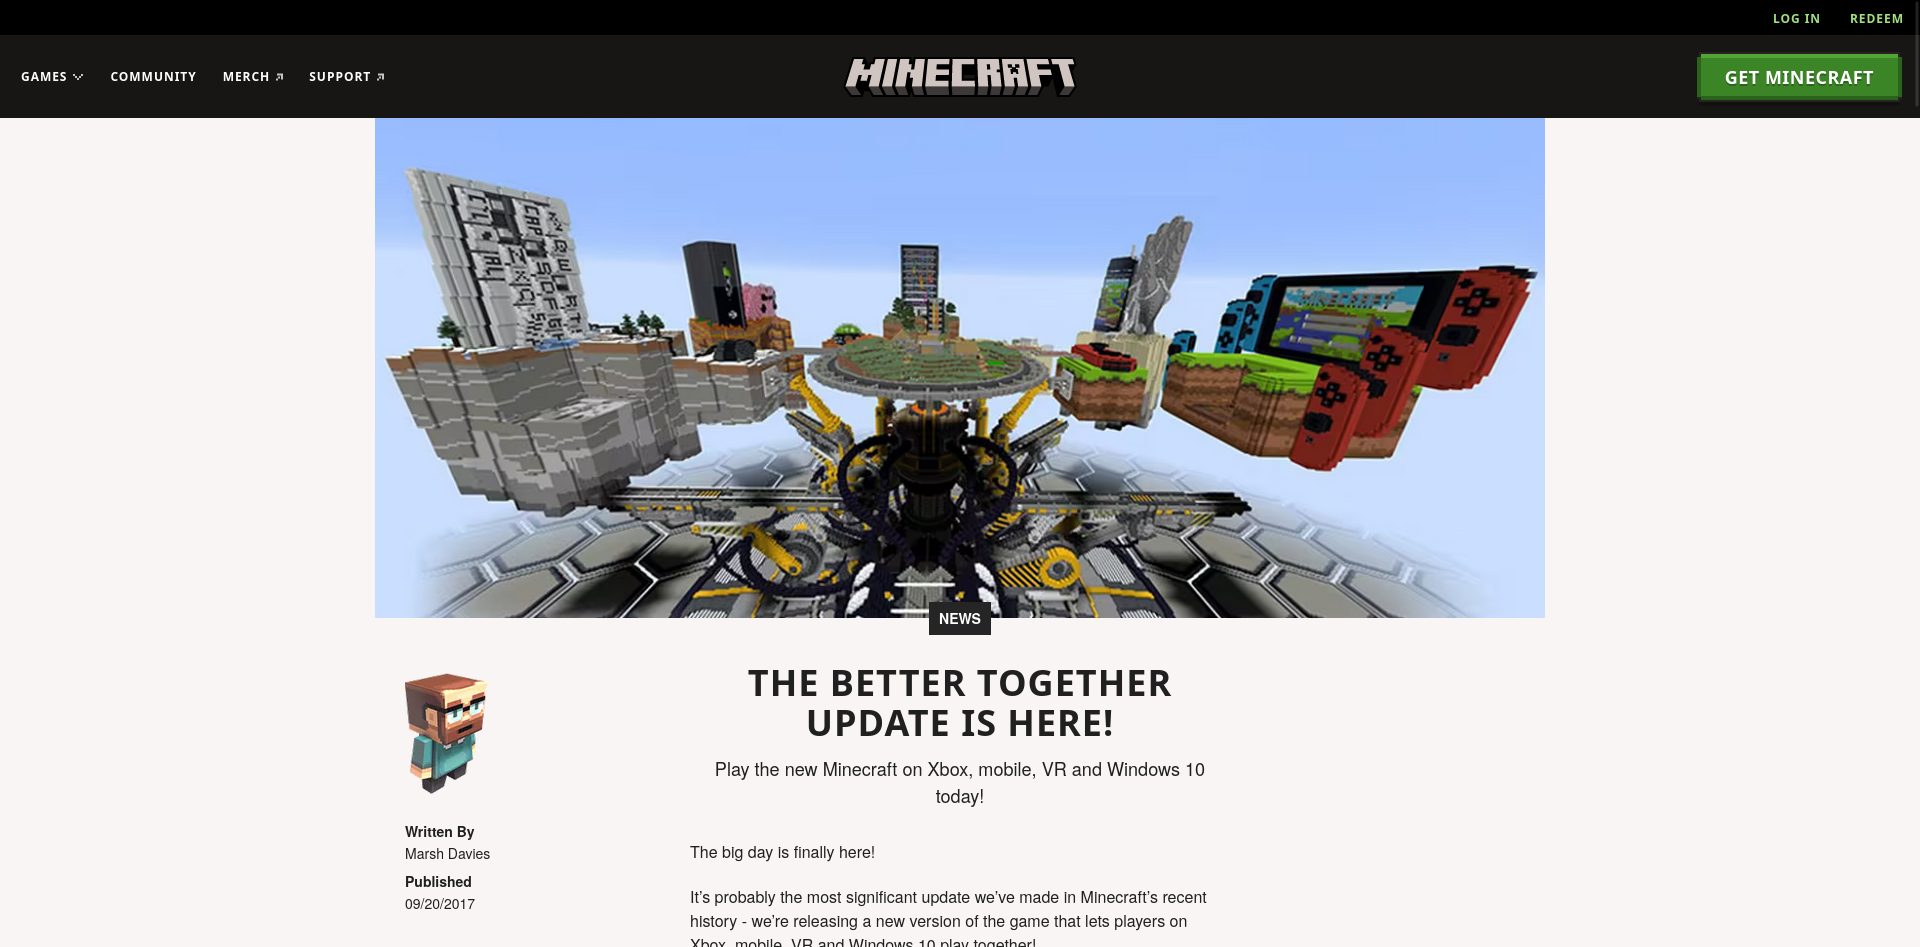 LOG IN REDEEM
GAMES COMMUNITY MERCH SUPPORT MINECRAFT GET MINECRAFT
MINECRAFT
NEWS
THE BETTER TOGETHER
UPDATE IS HERE!
Play the new Minecraft on Xbox, mobile, VR and Windows 10
today!
Written By
Marsh Davies
Published
09/20/2017
The big day is finally here!
It’s probably the most significant update we’ve made in Minecraft’s recent
history - we’re releasing a new version of the game that lets players on
Xbox, mobile, VR and Windows 10 play together!